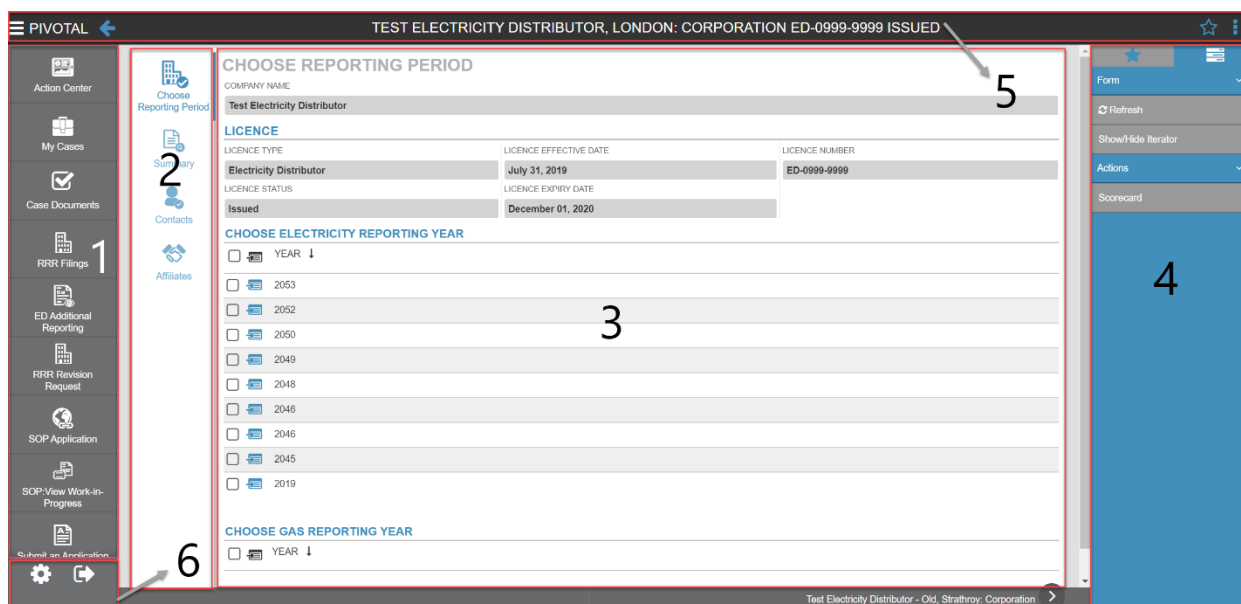 PIVOTAL
TEST ELECTRICITY DISTRIBUTOR, LONDON: CORPORATION ED-0999-9999 ISSUED
Action Center
My Cases
Case Documents
RRR Filings
1
ED Additional
Reporting
RRR Revision
Request
SOP Application
SOP:View Work-in-
Progress
Submit an Application
Choose
Reporting Period
Summary
2
Contacts
Affiliates
6
CHOOSE REPORTING PERIOD
5
COMPANY NAME
Test Electricity Distributor
LICENCE
LICENCE TYPE LICENCE EFFECTIVE DATE LICENCE NUMBER
Electricity Distributor July 31, 2019 ED-0999-9999
LICENCE STATUS LICENCE EXPIRY DATE
Issued December 01, 2020
CHOOSE ELECTRICITY REPORTING YEAR
YEAR ↓
2053
2052
3
2050
2049
2048
2046
2046
2045
2019
CHOOSE GAS REPORTING YEAR
YEAR ↓
Test Electricity Distributor - Old, Strathroy: Corporation
Form
Refresh
Show/Hide Iterator
Actions
Scorecard
4